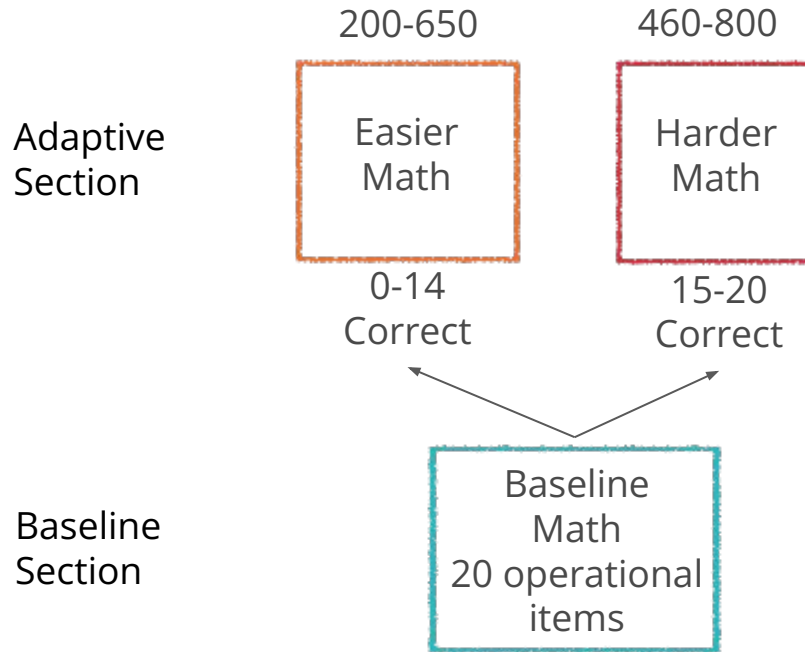 200-650
460-800
Adaptive
Section
Easier
Math
Harder
Math
0-14
Correct
15-20
Correct
Baseline
Section
Baseline
Math
20 operational
items